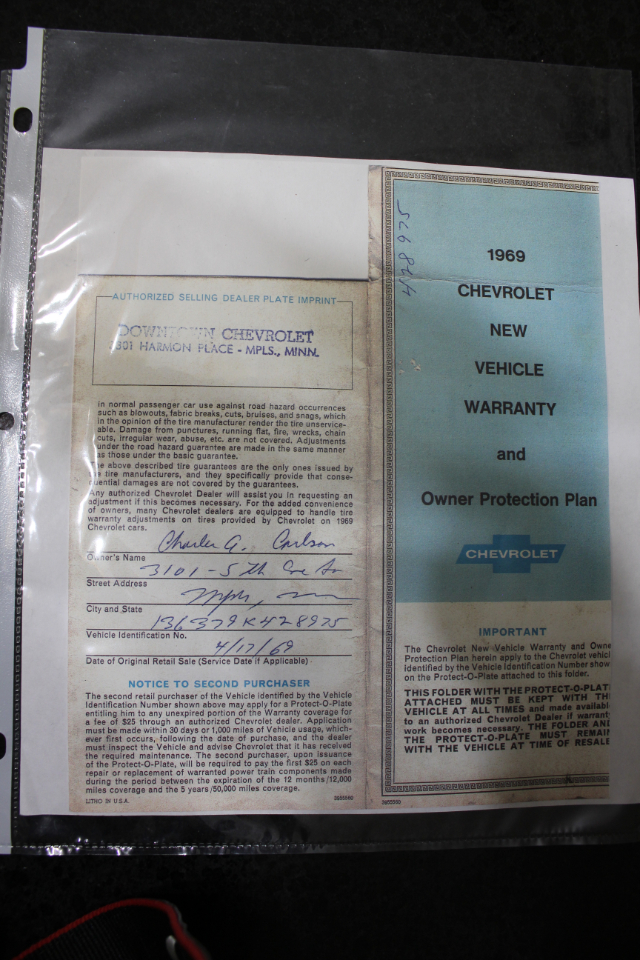 AUTHORIZED SELLING DEALER PLATE IMPRINT
DOWNTOWN CHEVROLET
1301 HARMON PLACE - MPLS., MINN.
in normal passenger car use against road hazard occurrences
such as blowouts, fabric breaks, cuts, bruises, and snags, which
in the opinion of the tire manufacturer render the tire unservice-
able. Damage from punctures, running flat, fire, wrecks, chain
cuts, irregular wear, abuse, etc. are not covered. Adjustments
under the road hazard guarantee are made in the same manner
as those under the basic guarantee.
The above described tire guarantees are the only ones issued by
the tire manufacturers, and they specifically provide that conse-
quential damages are not covered by the guarantees.
Any authorized Chevrolet Dealer will assist you in requesting an
adjustment if this becomes necessary. For the added convenience
of owners, many Chevrolet dealers are equipped to handle tire
warranty adjustments on tires provided by Chevrolet on 1969
Chevrolet cars.
Charles G. Carlson
Owner's Name
3101 - 5th Ave So
Street Address
Mpls,
City and State
136379K428975
Vehicle Identification No.
4/17/69
Date of Original Retail Sale (Service Date if Applicable)
NOTICE TO SECOND PURCHASER
The second retail purchaser of the Vehicle identified by the Vehicle
Identification Number shown above may apply for a Protect-O-Plate
entitling him to any unexpired portion of the Warranty coverage for
a fee of $25 through an authorized Chevrolet dealer. Application
must be made within 30 days or 1,000 miles of Vehicle usage, which-
ever first occurs, following the date of purchase, and the dealer
must inspect the Vehicle and advise Chevrolet that it has received
the required maintenance. The second purchaser, upon issuance
of the Protect-O-Plate, will be required to pay the first $25 on each
repair or replacement of warranted power train components made
during the period between the expiration of the 12 months/12,000
miles coverage and the 5 years/50,000 miles coverage.
LITHO IN U.S.A.
428975
1969
CHEVROLET
NEW
VEHICLE
WARRANTY
and
Owner Protection Plan
CHEVROLET
IMPORTANT
The Chevrolet New Vehicle Warranty and Owne
Protection Plan herein apply to the Chevrolet vehicl
identified by the Vehicle Identification Number show
on the Protect-O-Plate attached to this folder.
THIS FOLDER WITH THE PROTECT-O-PLAT
ATTACHED MUST BE KEPT WITH THE
VEHICLE AT ALL TIMES and made availabl
to an authorized Chevrolet Dealer if warrant
work becomes necessary. THE FOLDER AND
THE PROTECT-O-PLATE MUST REMAIN
WITH THE VEHICLE AT TIME OF RESALE